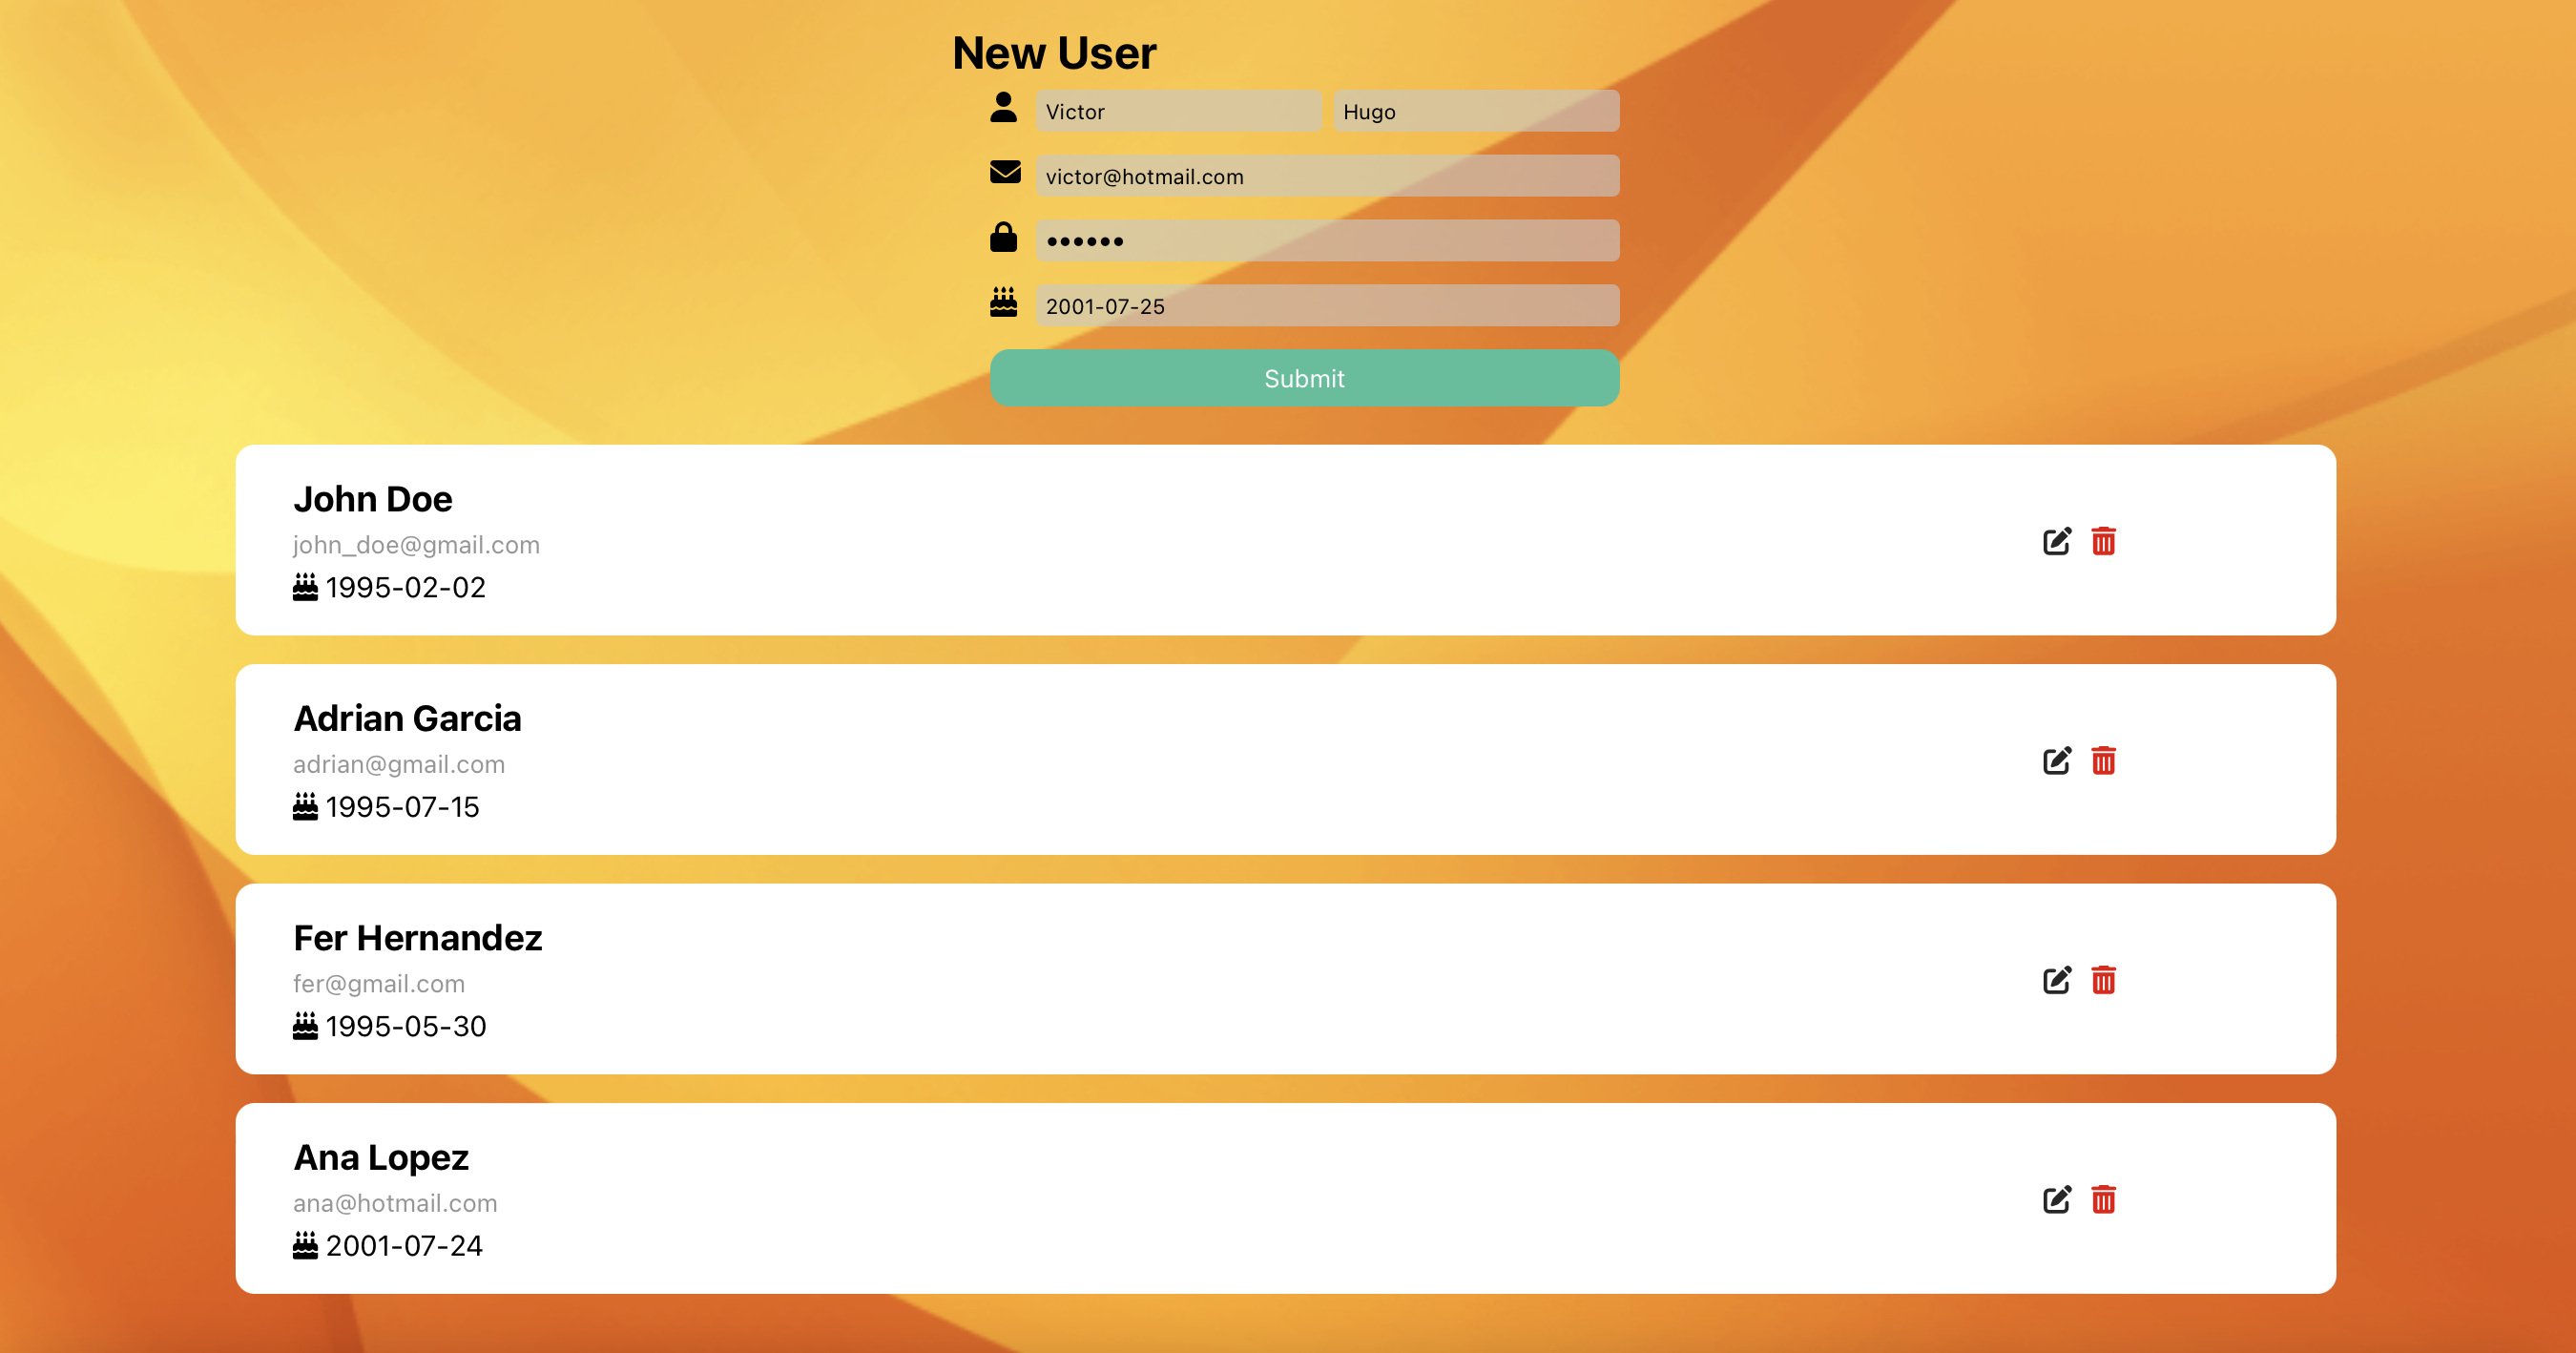 New User
Victor Hugo
victor@hotmail.com
••••••
2001-07-25
Submit
John Doe
john_doe@gmail.com
1995-02-02
Adrian Garcia
adrian@gmail.com
1995-07-15
Fer Hernandez
fer@gmail.com
1995-05-30
Ana Lopez
ana@hotmail.com
2001-07-24